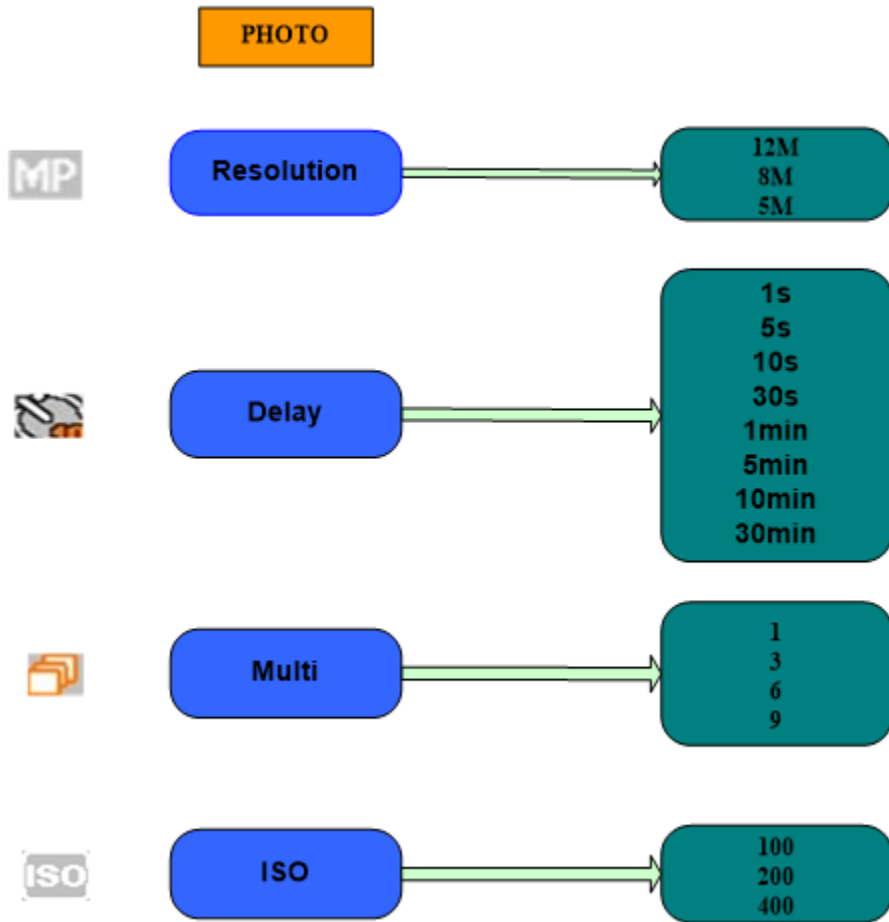 PHOTO
MP
Resolution
12M
8M
5M
Delay
1s
5s
10s
30s
1min
5min
10min
30min
Multi
1
3
6
9
ISO
ISO
100
200
400